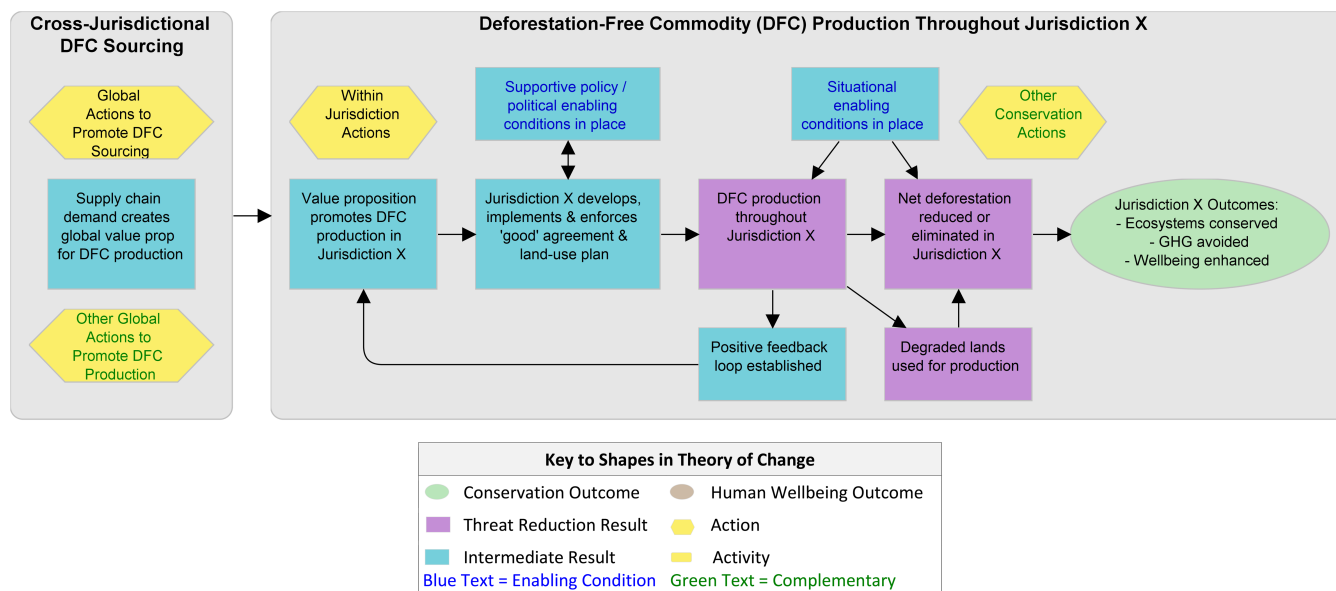 Cross-Jurisdictional
DFC Sourcing
Global
Actions to
Promote DFC
Sourcing
Supply chain
demand creates
global value prop
for DFC production
Other Global
Actions to
Promote DFC
Production
Deforestation-Free Commodity (DFC) Production Throughout Jurisdiction X
Within
Jurisdiction
Actions
Supportive policy /
political enabling
conditions in place
Situational
enabling
conditions in place
Other
Conservation
Actions
Value proposition
promotes DFC
production in
Jurisdiction X
Jurisdiction X develops,
implements & enforces
'good' agreement &
land-use plan
DFC production
throughout
Jurisdiction X
Net deforestation
reduced or
eliminated in
Jurisdiction X
Jurisdiction X Outcomes:
- Ecosystems conserved
- GHG avoided
- Wellbeing enhanced
Positive feedback
loop established
Degraded lands
used for production
Key to Shapes in Theory of Change
Conservation Outcome
Human Wellbeing Outcome
Threat Reduction Result
Action
Intermediate Result
Activity
Blue Text = Enabling Condition
Green Text = Complementary